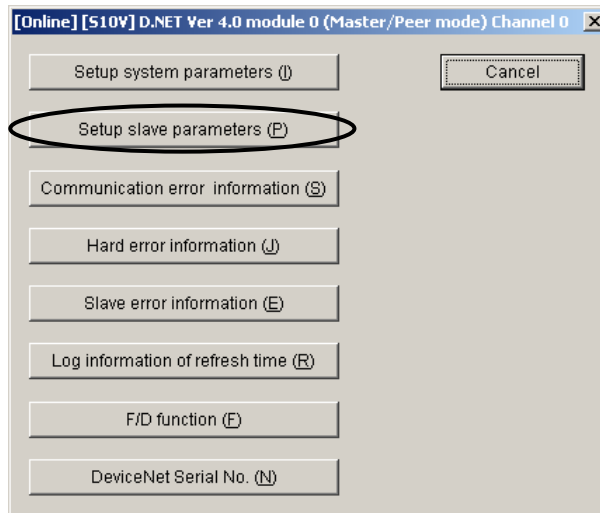 [Online] [S10V] D.NET Ver 4.0 module 0 (Master/Peer mode) Channel 0
Setup system parameters (I)
Cancel
Setup slave parameters (P)
Communication error information (S)
Hard error information (J)
Slave error information (E)
Log information of refresh time (R)
F/D function (F)
DeviceNet Serial No. (N)